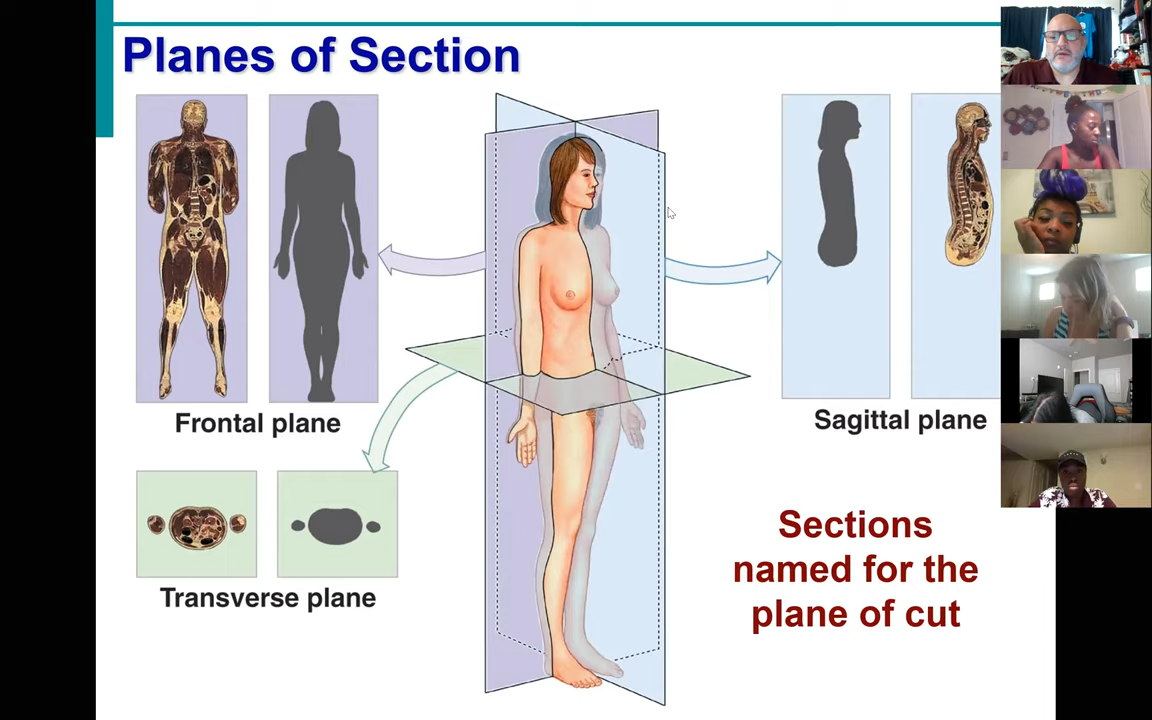 Planes of Section
Frontal plane
Sagittal plane
Transverse plane
Sections
named for the
plane of cut